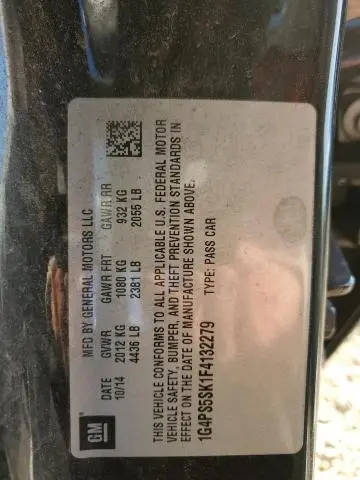 MFD BY GENERAL MOTORS LLC
DATE GVWR GAWR FRT GAWR RR
10/14 2012 KG 1080 KG 932 KG
4436 LB 2381 LB 2055 LB
THIS VEHICLE CONFORMS TO ALL APPLICABLE U.S. FEDERAL MOTOR
VEHICLE SAFETY, BUMPER, AND THEFT PREVENTION STANDARDS IN
EFFECT ON THE DATE OF MANUFACTURE SHOWN ABOVE.
1G4PS5SK1F4132279 TYPE: PASS CAR
GM